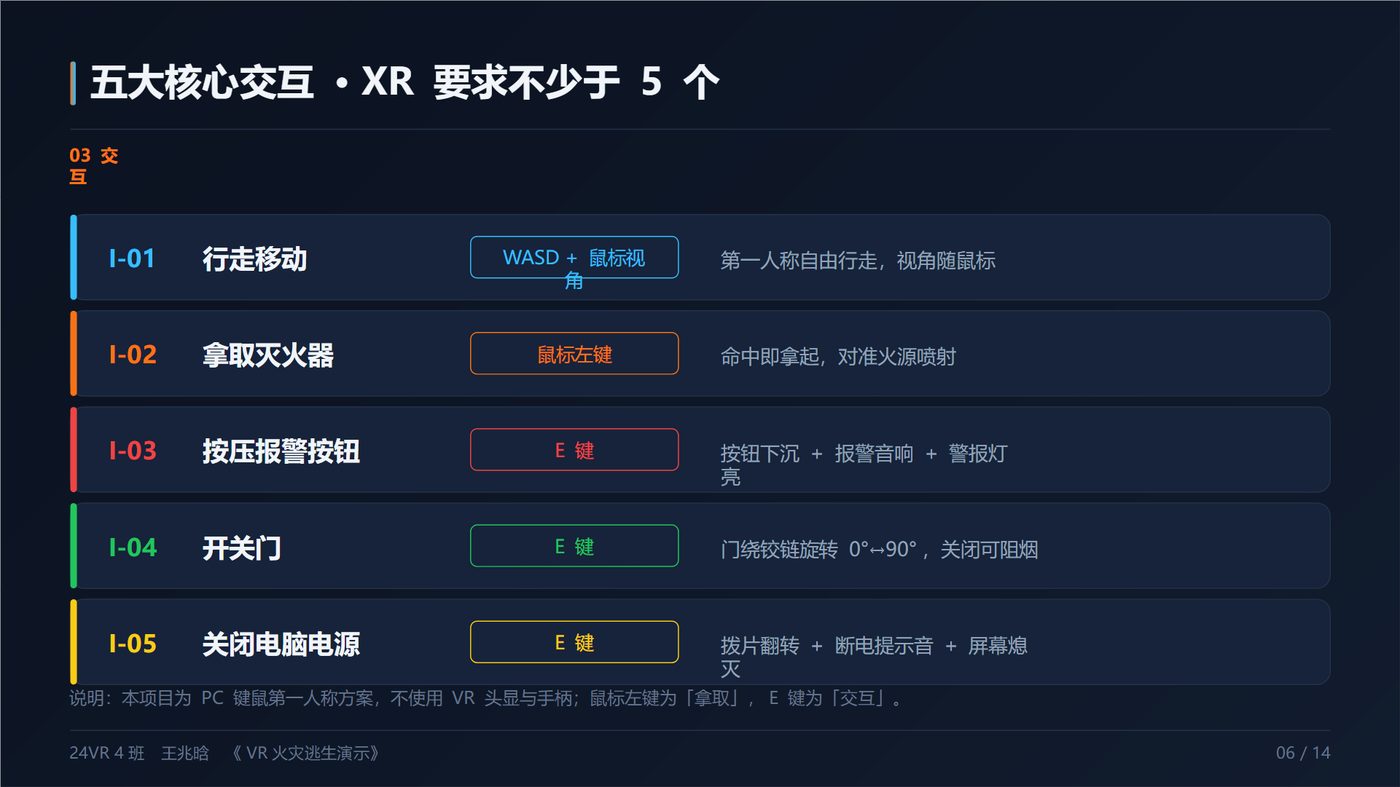 五大核心交互 • XR 要求不少于 5 个
03 交
互
I-01 行走移动 WASD + 鼠标视
角 第一人称自由行走，视角随鼠标
I-02 拿取灭火器 鼠标左键 命中即拿起，对准火源喷射
I-03 按压报警按钮 E 键 按钮下沉 + 报警音响 + 警报灯
亮
I-04 开关门 E 键 门绕铰链旋转 0°↔90°，关闭可阻烟
I-05 关闭电脑电源 E 键 拨片翻转 + 断电提示音 + 屏幕熄
灭
说明：本项目为 PC 键鼠第一人称方案，不使用 VR 头显与手柄；鼠标左键为「拿取」，E 键为「交互」。
24VR 4 班 王兆晗 《 VR 火灾逃生演示》 06 / 14